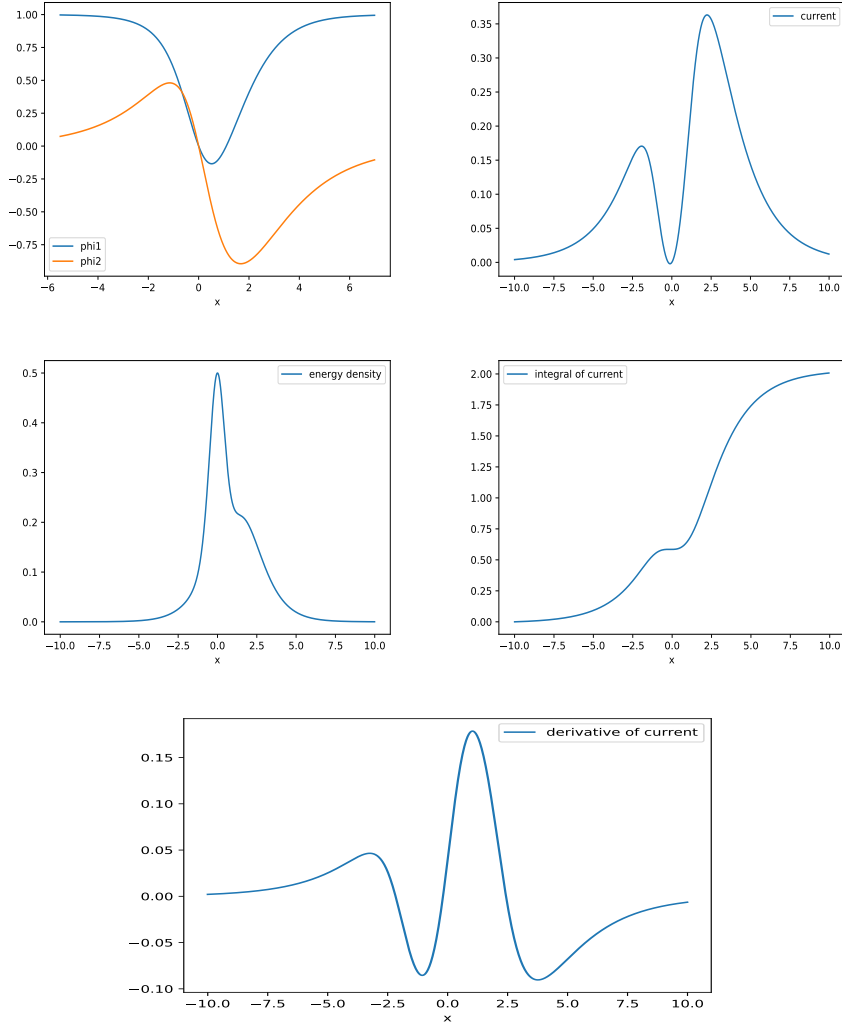 1.00
0.75
0.50
0.25
0.00
−0.25
−0.50
−0.75
phi1
phi2
−6 −4 −2 0 2 4 6
x
0.35
0.30
0.25
0.20
0.15
0.10
0.05
0.00
current
−10.0 −7.5 −5.0 −2.5 0.0 2.5 5.0 7.5 10.0
x
0.5
0.4
0.3
0.2
0.1
0.0
energy density
−10.0 −7.5 −5.0 −2.5 0.0 2.5 5.0 7.5 10.0
x
2.00
1.75
1.50
1.25
1.00
0.75
0.50
0.25
0.00
integral of current
−10.0 −7.5 −5.0 −2.5 0.0 2.5 5.0 7.5 10.0
x
0.15
0.10
0.05
0.00
−0.05
−0.10
derivative of current
−10.0 −7.5 −5.0 −2.5 0.0 2.5 5.0 7.5 10.0
x